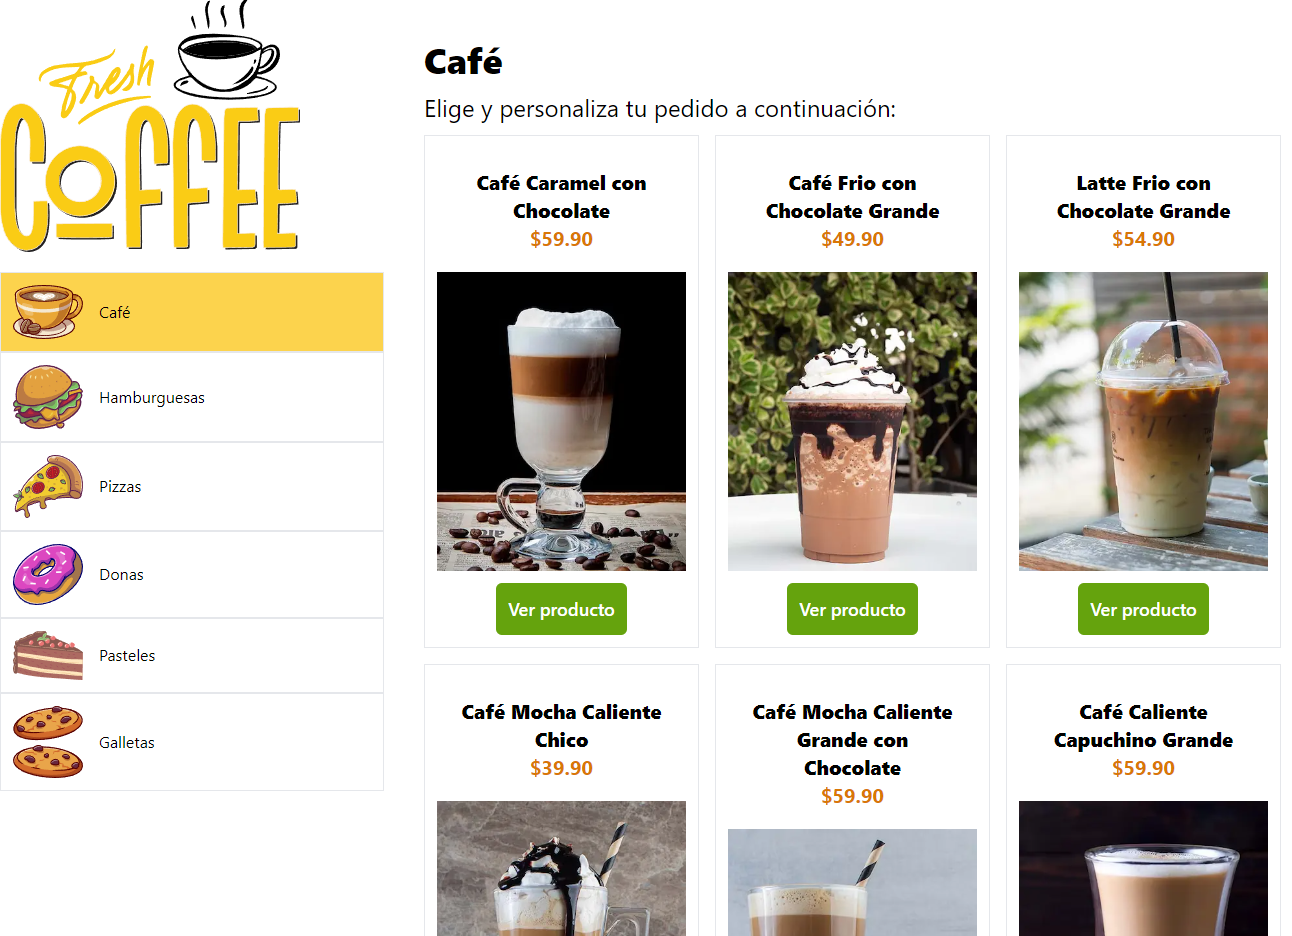 Fresh
COFFEE
Café
Hamburguesas
Pizzas
Donas
Pasteles
Galletas
Café
Elige y personaliza tu pedido a continuación:
Café Caramel con
Chocolate
$59.90
Ver producto
Café Frio con
Chocolate Grande
$49.90
Ver producto
Latte Frio con
Chocolate Grande
$54.90
Ver producto
Café Mocha Caliente
Chico
$39.90
Café Mocha Caliente
Grande con
Chocolate
$59.90
Café Caliente
Capuchino Grande
$59.90